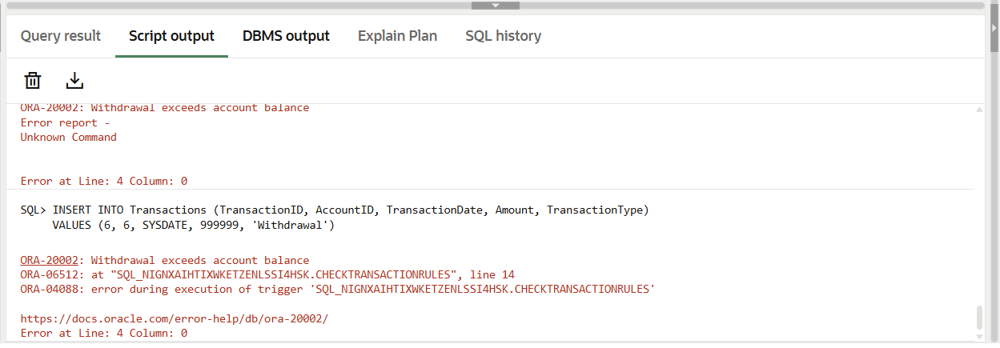 Query result Script output DBMS output Explain Plan SQL history
ORA-20002: Withdrawal exceeds account balance
Error report -
Unknown Command
Error at Line: 4 Column: 0
SQL> INSERT INTO Transactions (TransactionID, AccountID, TransactionDate, Amount, TransactionType)
VALUES (6, 6, SYSDATE, 999999, 'Withdrawal')
ORA-20002: Withdrawal exceeds account balance
ORA-06512: at "SQL_NIGNXAIHTIXWKETZENLSSI4HSK.CHECKTRANSACTIONRULES", line 14
ORA-04088: error during execution of trigger 'SQL_NIGNXAIHTIXWKETZENLSSI4HSK.CHECKTRANSACTIONRULES'
https://docs.oracle.com/error-help/db/ora-20002/
Error at Line: 4 Column: 0